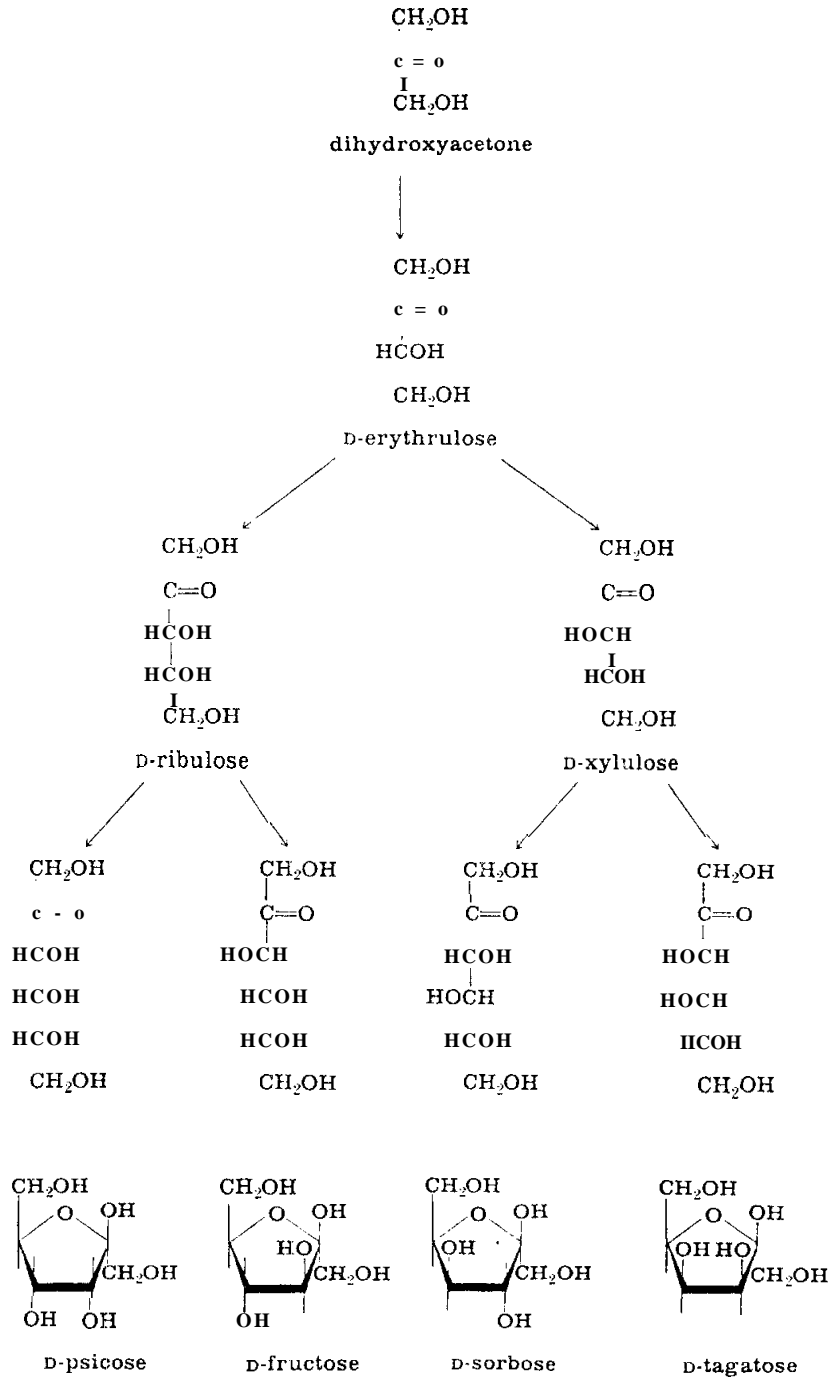 CH₂OH
c = o
I
CH₂OH
dihydroxyacetone
CH₂OH
c = o
HCOH
CH₂OH
D-erythrulose
CH₂OH CH₂OH
C=O C=O
HCOH HOCH
I
HCOH HCOH
I
CH₂OH CH₂OH
D-ribulose D-xylulose
CH₂OH CH₂OH CH₂OH CH₂OH
c - o C=O C=O C=O
HCOH HOCH HCOH HOCH
HCOH HCOH HOCH HOCH
HCOH HCOH HCOH IICOH
CH₂OH CH₂OH CH₂OH CH₂OH
CH₂OH CH₂OH CH₂OH CH₂OH
O OH O OH O OH O OH
HO OH OH HO
CH₂OH CH₂OH CH₂OH CH₂OH
OH OH OH OH
D-psicose D-fructose D-sorbose D-tagatose